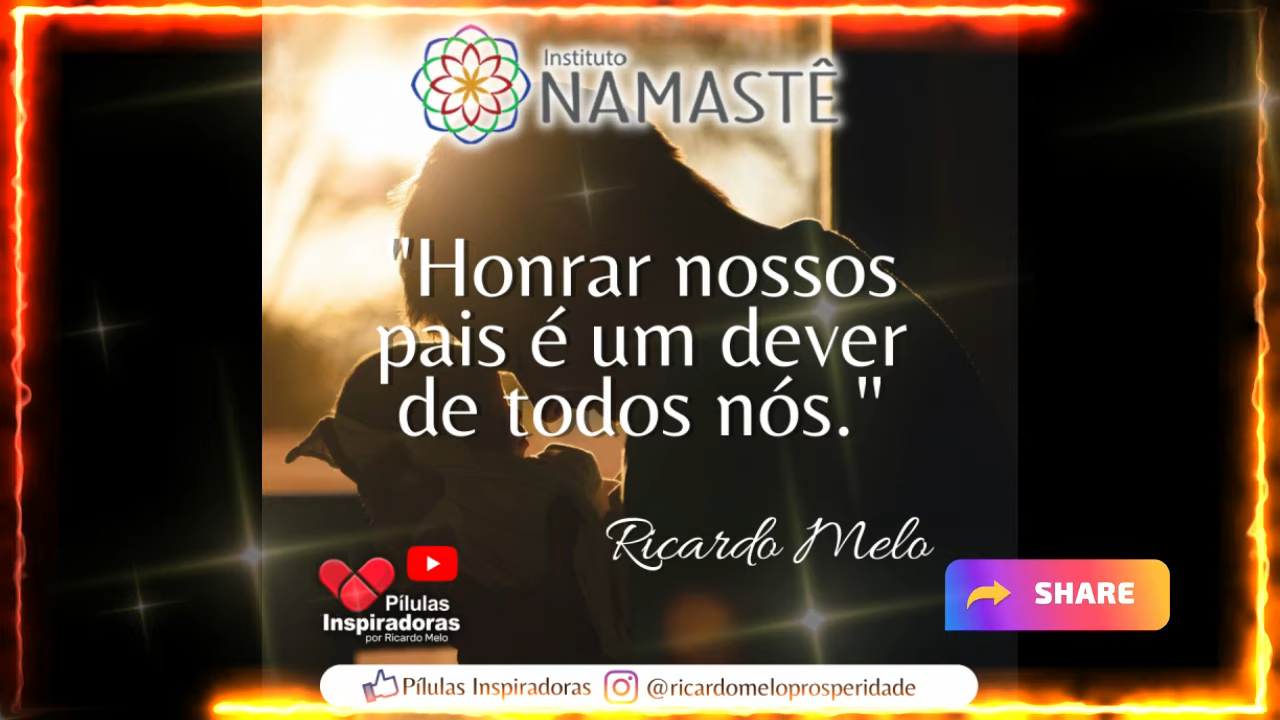 Instituto
NAMASTÊ
"Honrar nossos
pais é um dever
de todos nós."
Ricardo Melo
Pílulas
Inspiradoras
por Ricardo Melo
SHARE
Pílulas Inspiradoras @ricardomeloprosperidade